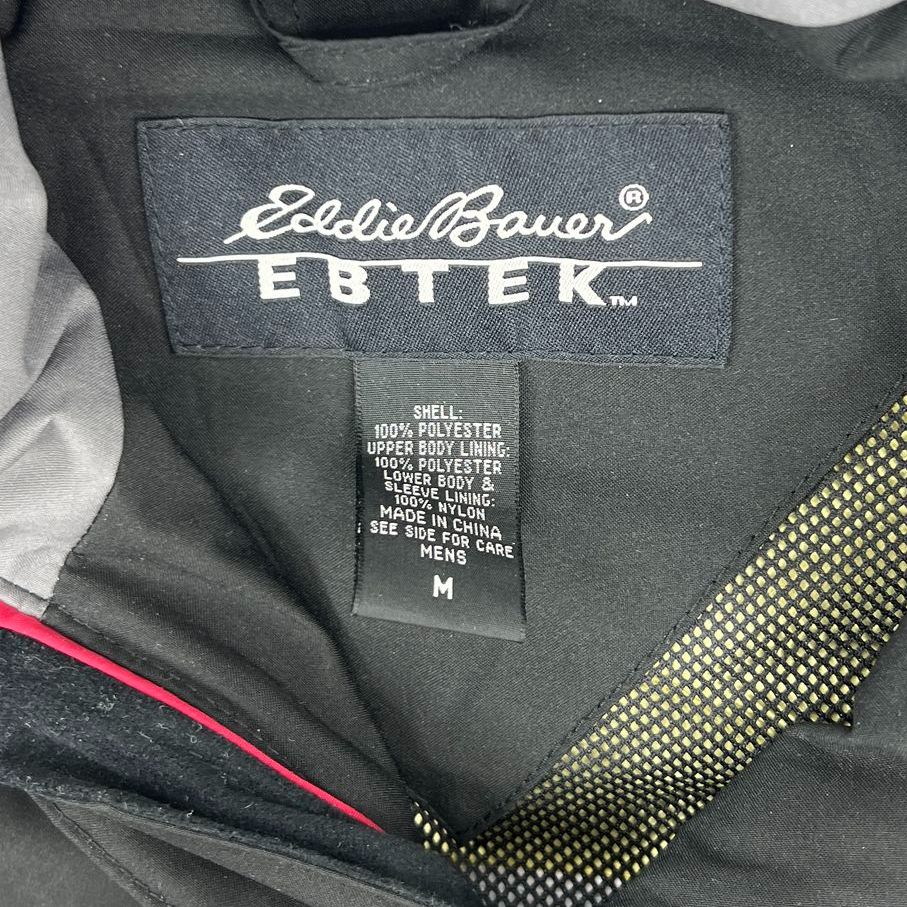 Eddie Bauer®
EBTEK™
SHELL:
100% POLYESTER
UPPER BODY LINING:
100% POLYESTER
LOWER BODY &
SLEEVE LINING:
100% NYLON
MADE IN CHINA
SEE SIDE FOR CARE
MENS
M